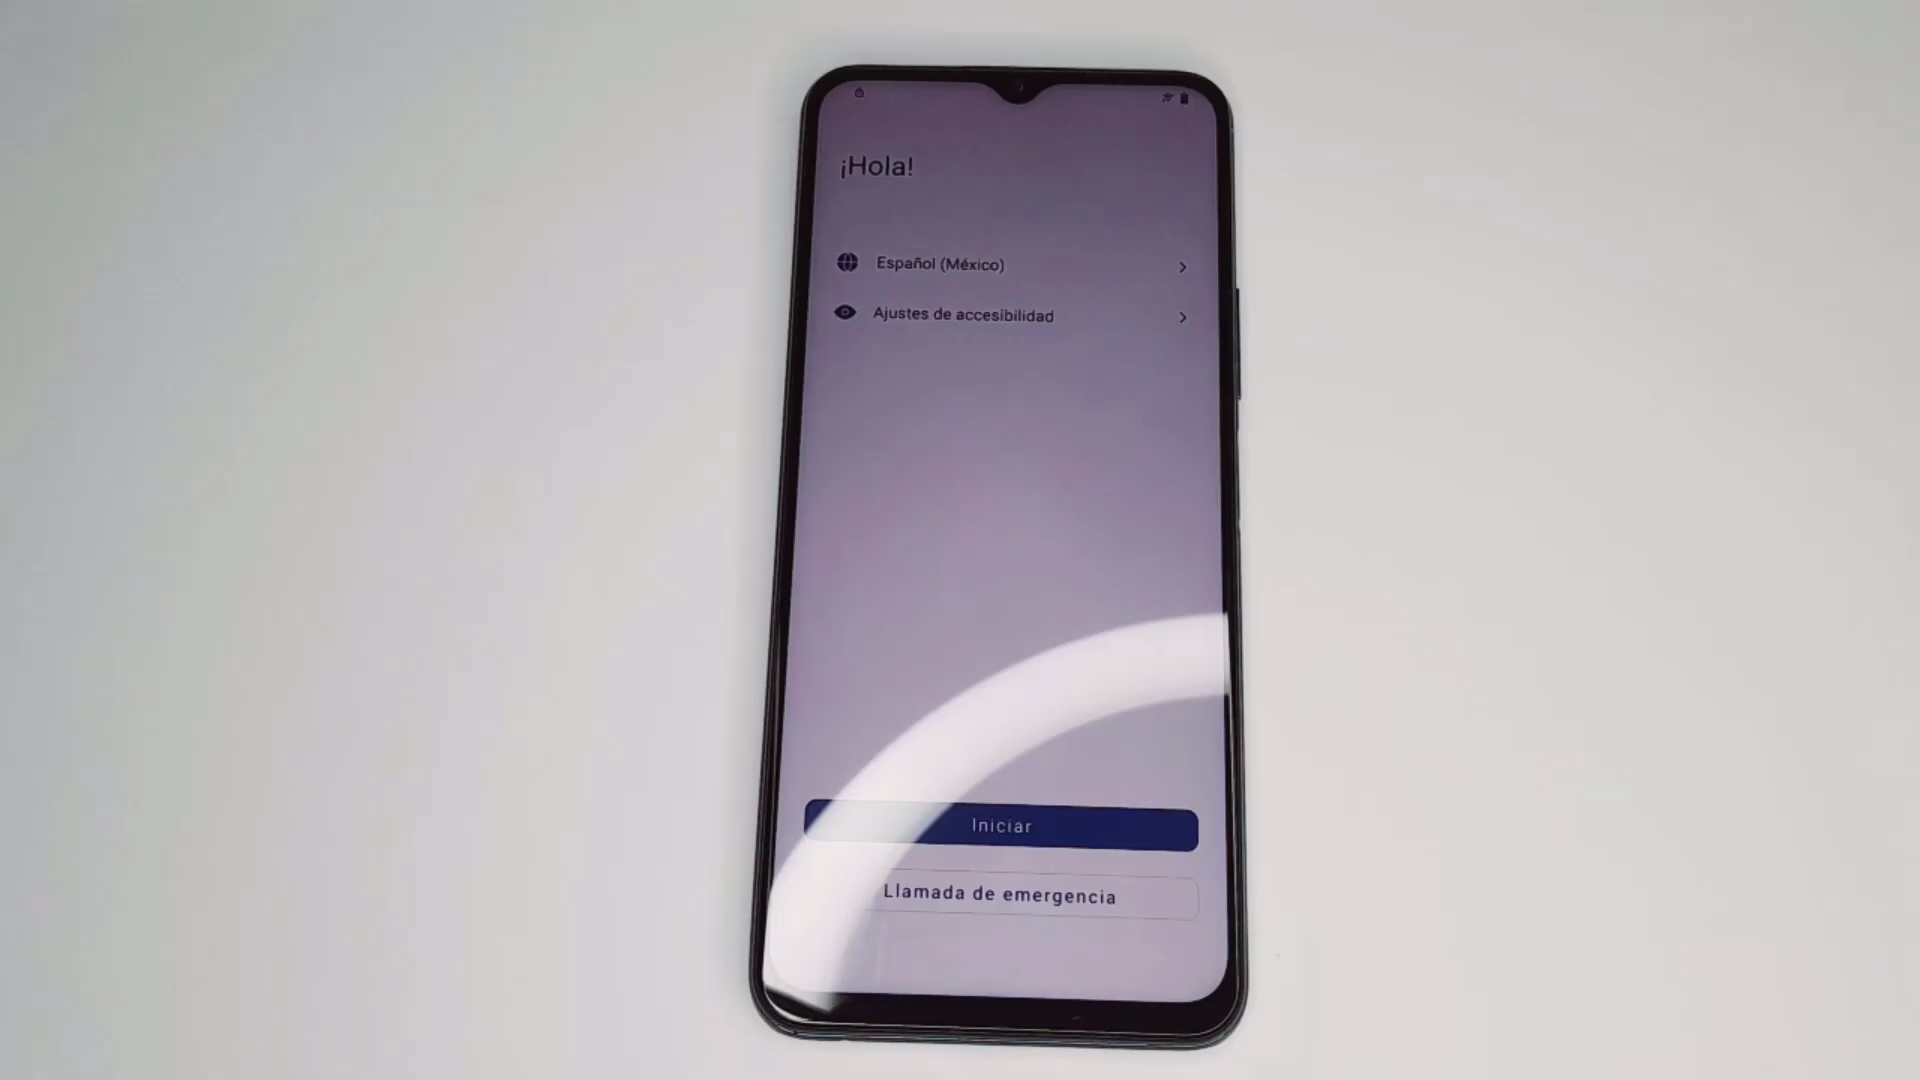 ¡Hola!
Español (México)
Ajustes de accesibilidad
Iniciar
Llamada de emergencia